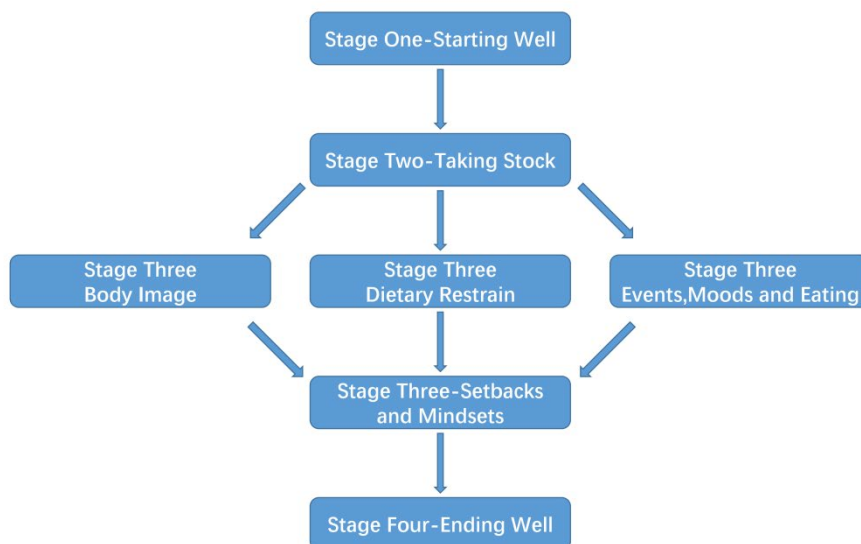 Stage One-Starting Well
Stage Two-Taking Stock
Stage Three
Body Image
Stage Three
Dietary Restrain
Stage Three
Events,Moods and Eating
Stage Three-Setbacks
and Mindsets
Stage Four-Ending Well